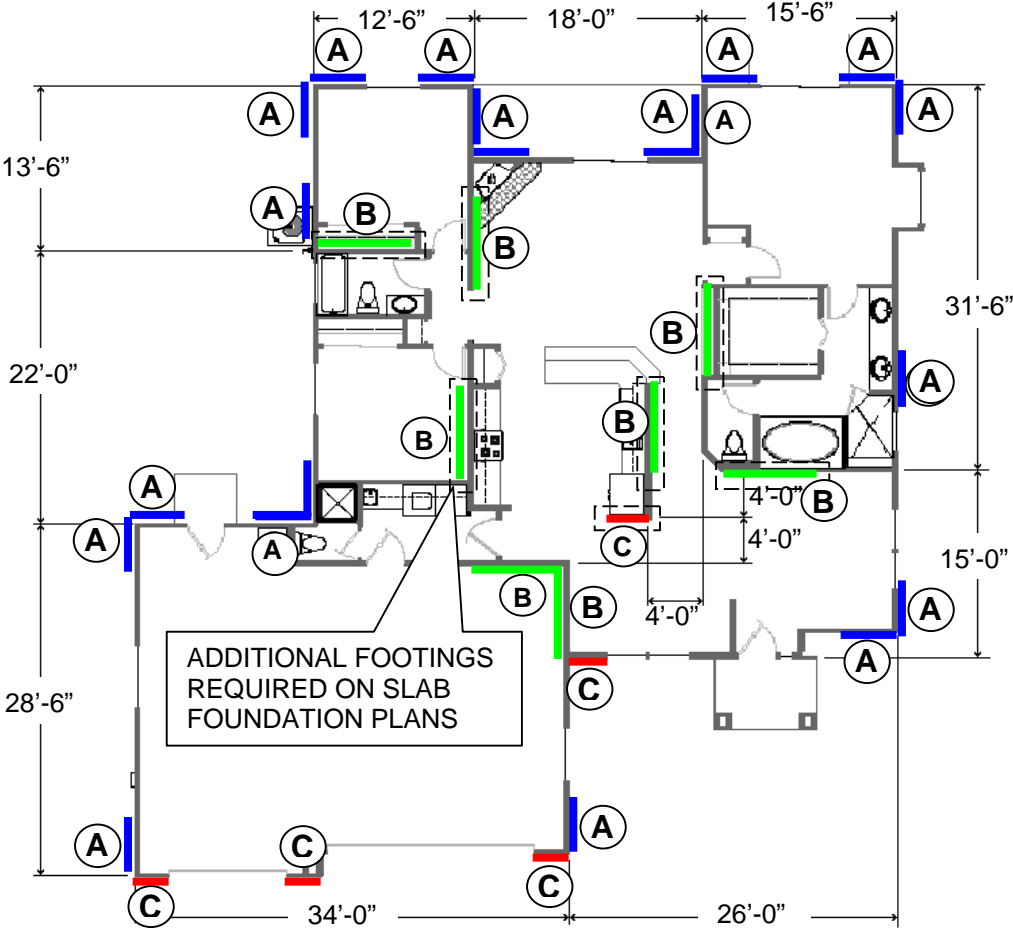 12’-6” 18’-0” 15’-6”
A A A A
A A A A A
13’-6”
A B B
31’-6”
B
22’-0” A
B B
A 4’-0” B
A A C 4’-0” 15’-0”
B B 4’-0” A
A
ADDITIONAL FOOTINGS
REQUIRED ON SLAB
FOUNDATION PLANS
C
28’-6”
A C A
C C
34’-0” 26’-0”